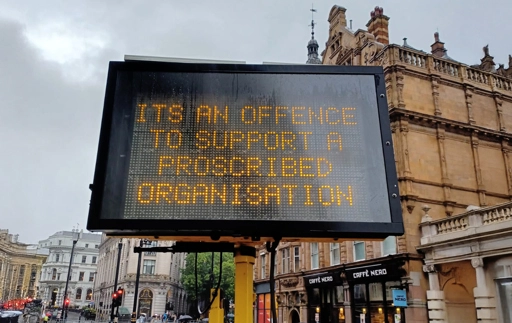 ITS AN OFFENCE
TO SUPPORT A
PROSCRIBED
ORGANISATION
CAFFÈ NERO
CAFFÈ NERO